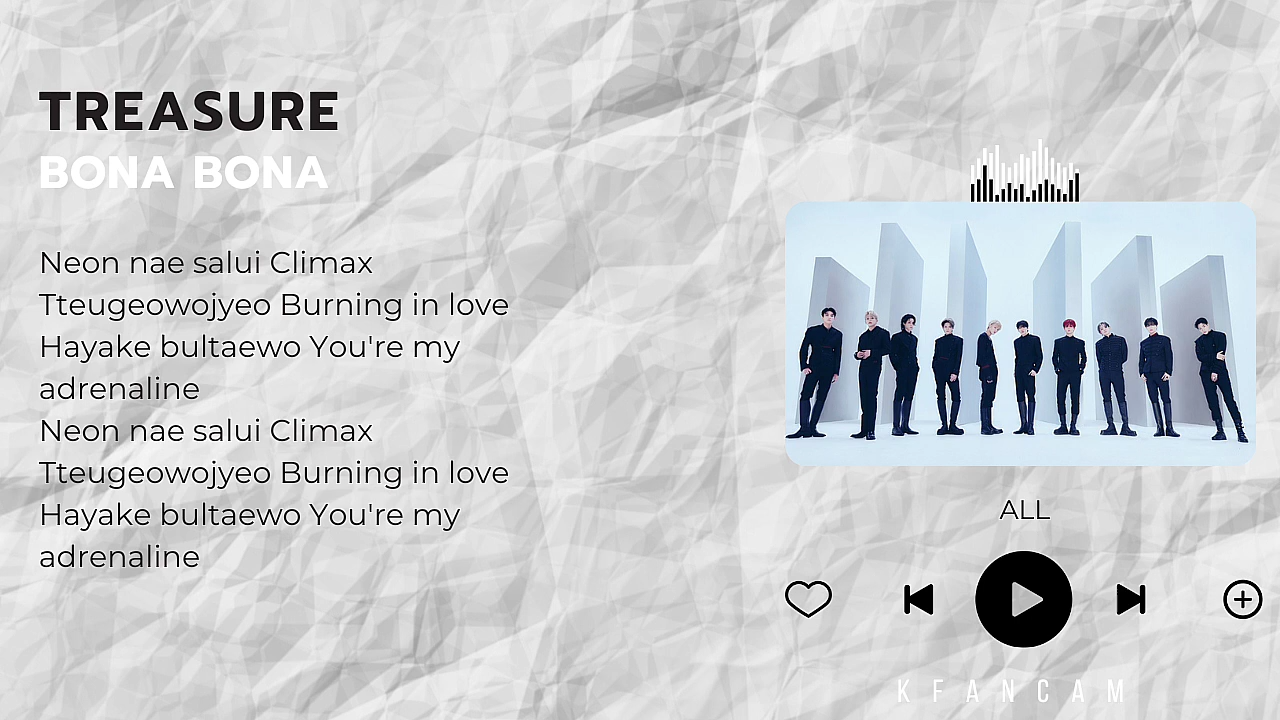 TREASURE
BONA BONA
Neon nae salui Climax
Tteugeowojyeo Burning in love
Hayake bultaewo You're my
adrenaline
Neon nae salui Climax
Tteugeowojyeo Burning in love
Hayake bultaewo You're my
adrenaline
ALL
KFANCAM